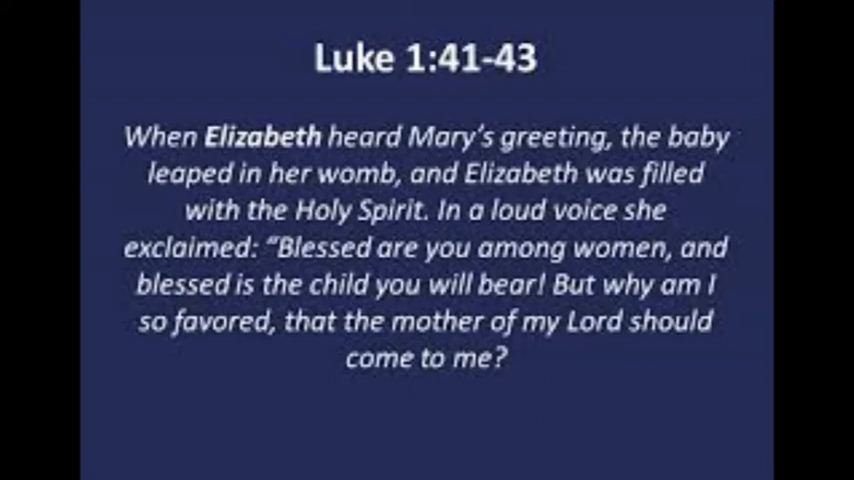 Luke 1:41-43
When Elizabeth heard Mary's greeting, the baby
leaped in her womb, and Elizabeth was filled
with the Holy Spirit. In a loud voice she
exclaimed: “Blessed are you among women, and
blessed is the child you will bear! But why am I
so favored, that the mother of my Lord should
come to me?